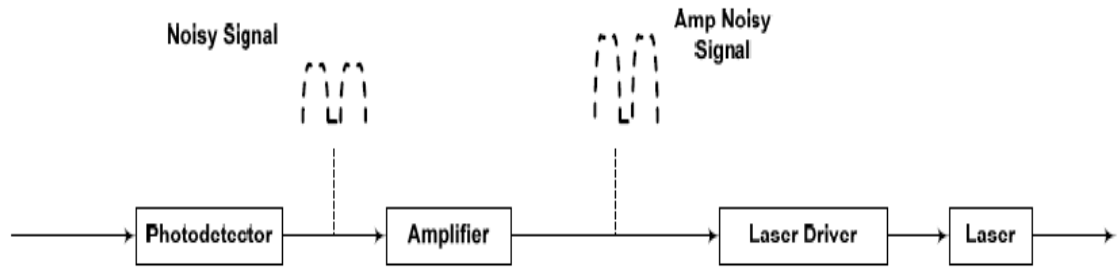 Noisy Signal
Amp Noisy
Signal
Photodetector
Amplifier
Laser Driver
Laser